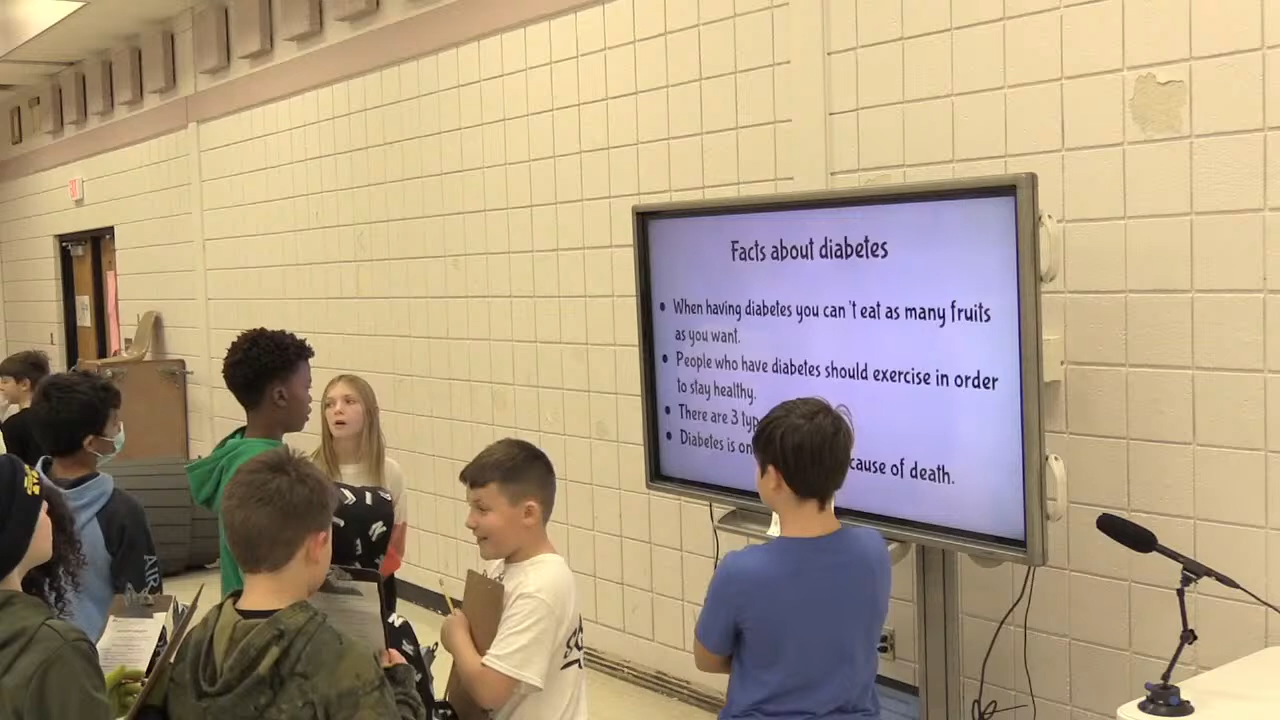 Facts about diabetes
• When having diabetes you can't eat as many fruits
as you want.
• People who have diabetes should exercise in order
to stay healthy.
• There are 3
• Diabetes is cause of death.
AIR